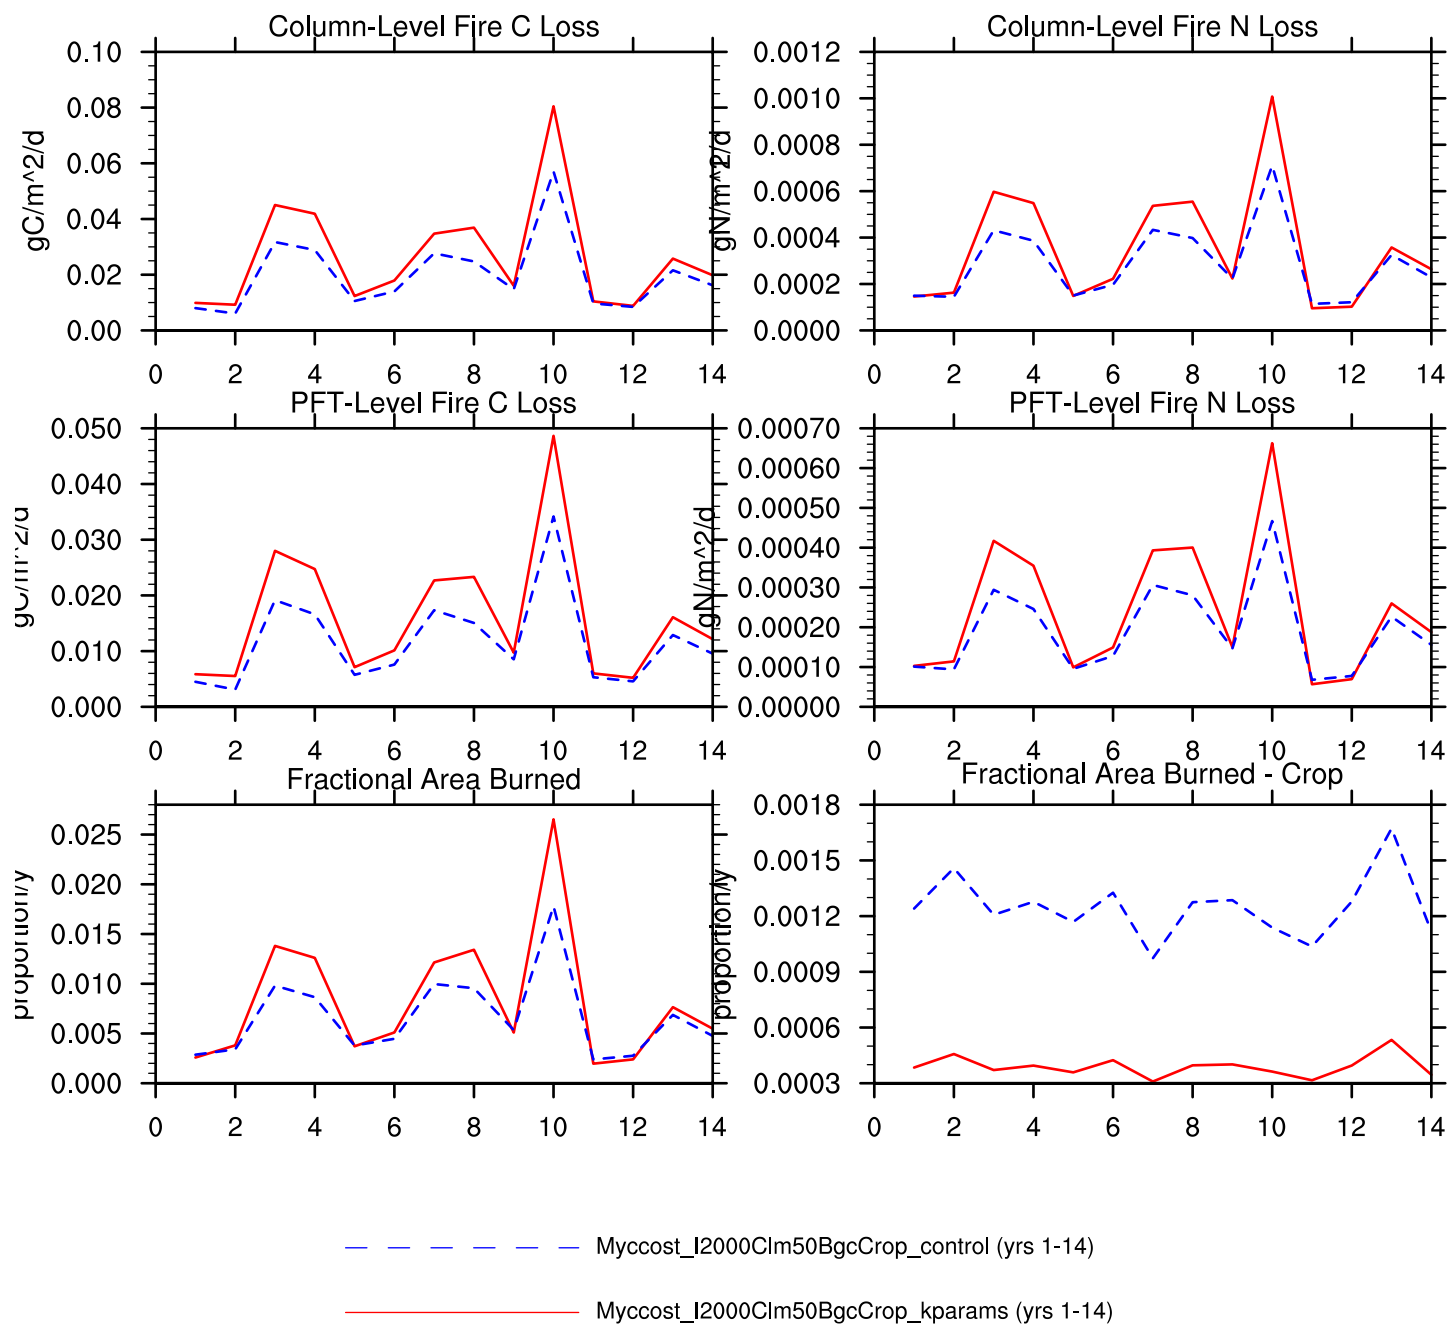 Column-Level Fire C Loss
gC/m^2/d
0.10
0.08
0.06
0.04
0.02
0.00
0 2 4 6 8 10 12 14
Column-Level Fire N Loss
gN/m^2/d
0.0012
0.0010
0.0008
0.0006
0.0004
0.0002
0.0000
0 2 4 6 8 10 12 14
PFT-Level Fire C Loss
gC/m^2/d
0.050
0.040
0.030
0.020
0.010
0.000
0 2 4 6 8 10 12 14
PFT-Level Fire N Loss
gN/m^2/d
0.00070
0.00060
0.00050
0.00040
0.00030
0.00020
0.00010
0.00000
0 2 4 6 8 10 12 14
Fractional Area Burned
proportion/y
0.025
0.020
0.015
0.010
0.005
0.000
0 2 4 6 8 10 12 14
Fractional Area Burned - Crop
proportion/y
0.0018
0.0015
0.0012
0.0009
0.0006
0.0003
0 2 4 6 8 10 12 14
Myccost_I2000Clm50BgcCrop_control (yrs 1-14)
Myccost_I2000Clm50BgcCrop_kparams (yrs 1-14)